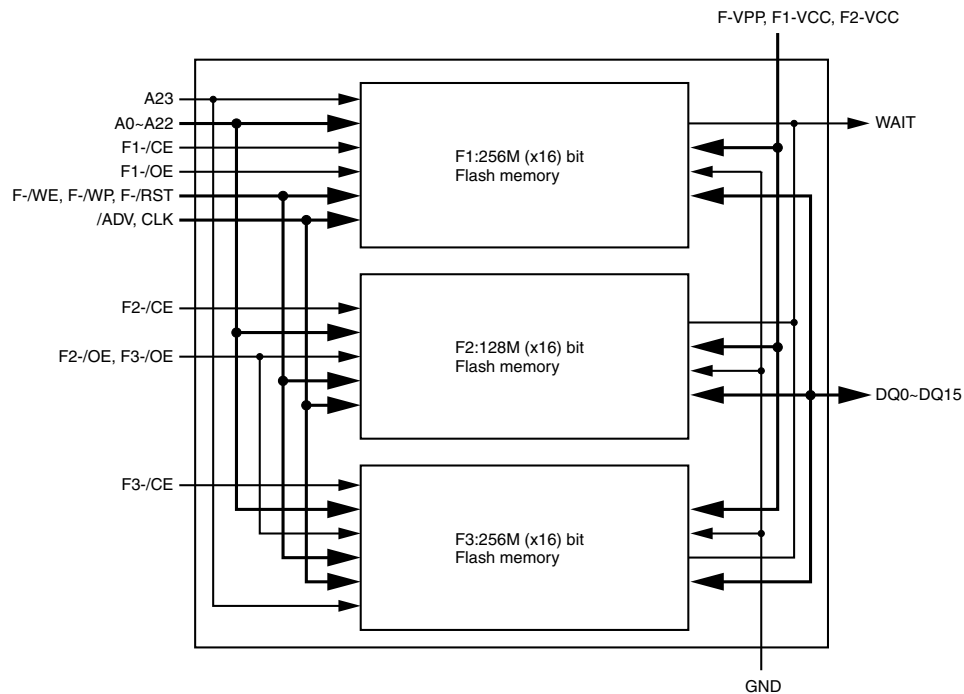 F-VPP, F1-VCC, F2-VCC
A23
A0~A22
F1-/CE
F1-/OE
F-/WE, F-/WP, F-/RST
/ADV, CLK
F1:256M (x16) bit
Flash memory
WAIT
F2-/CE
F2-/OE, F3-/OE
F2:128M (x16) bit
Flash memory
DQ0~DQ15
F3-/CE
F3:256M (x16) bit
Flash memory
GND